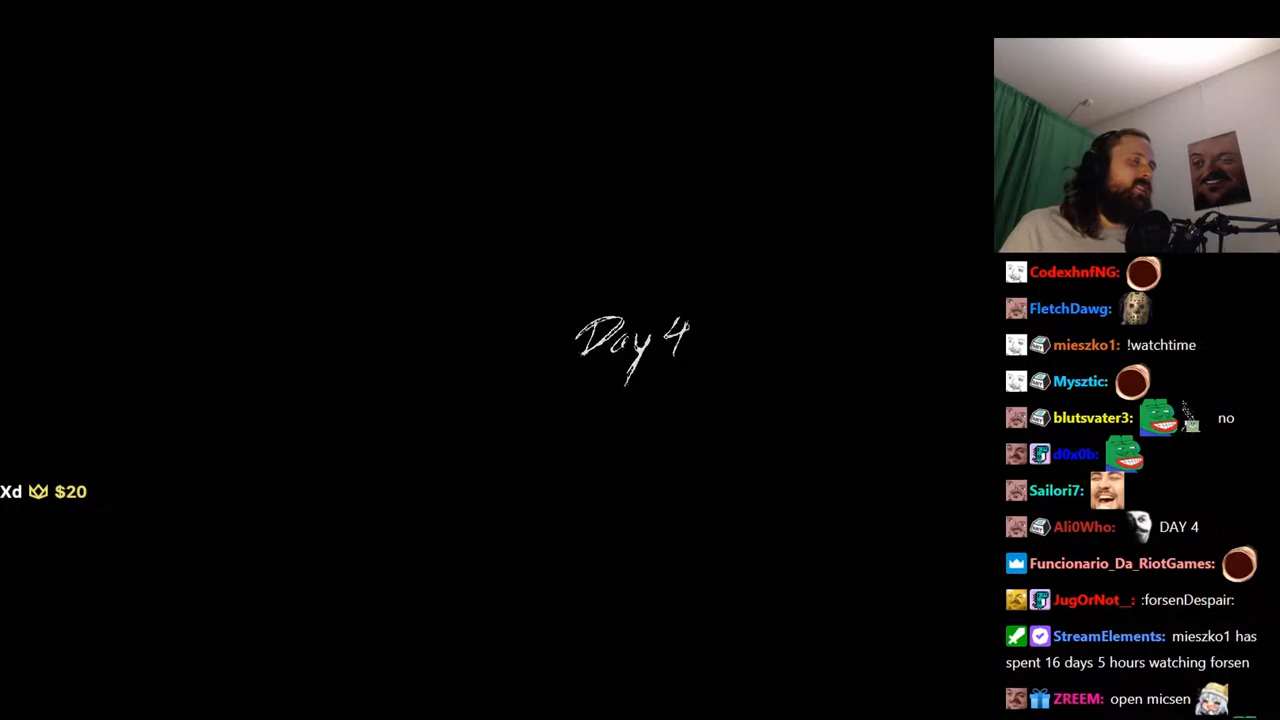 Day 4
Xd $20
CodexhnfNG:
FletchDawg:
mieszko1: !watchtime
Mysztic:
blutsvater3: no
d0x0b:
Sailori7:
Ali0Who: DAY 4
Funcionario_Da_RiotGames:
JugOrNot_: :forsenDespair:
StreamElements: mieszko1 has
spent 16 days 5 hours watching forsen
ZREEM: open micsen